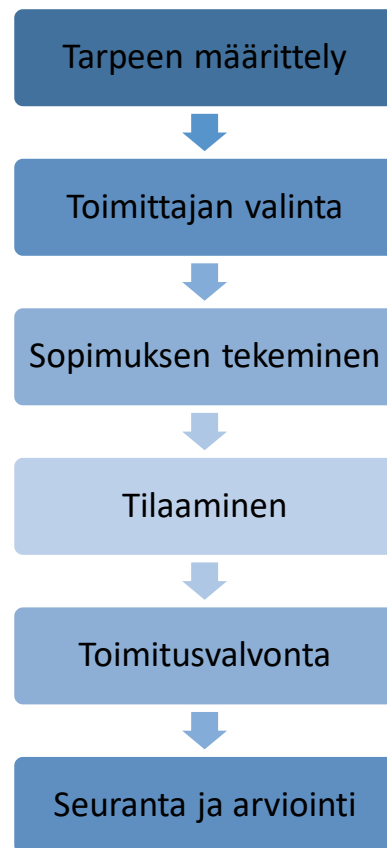 Tarpeen määrittely
Toimittajan valinta
Sopimuksen tekeminen
Tilaaminen
Toimitusvalvonta
Seuranta ja arviointi